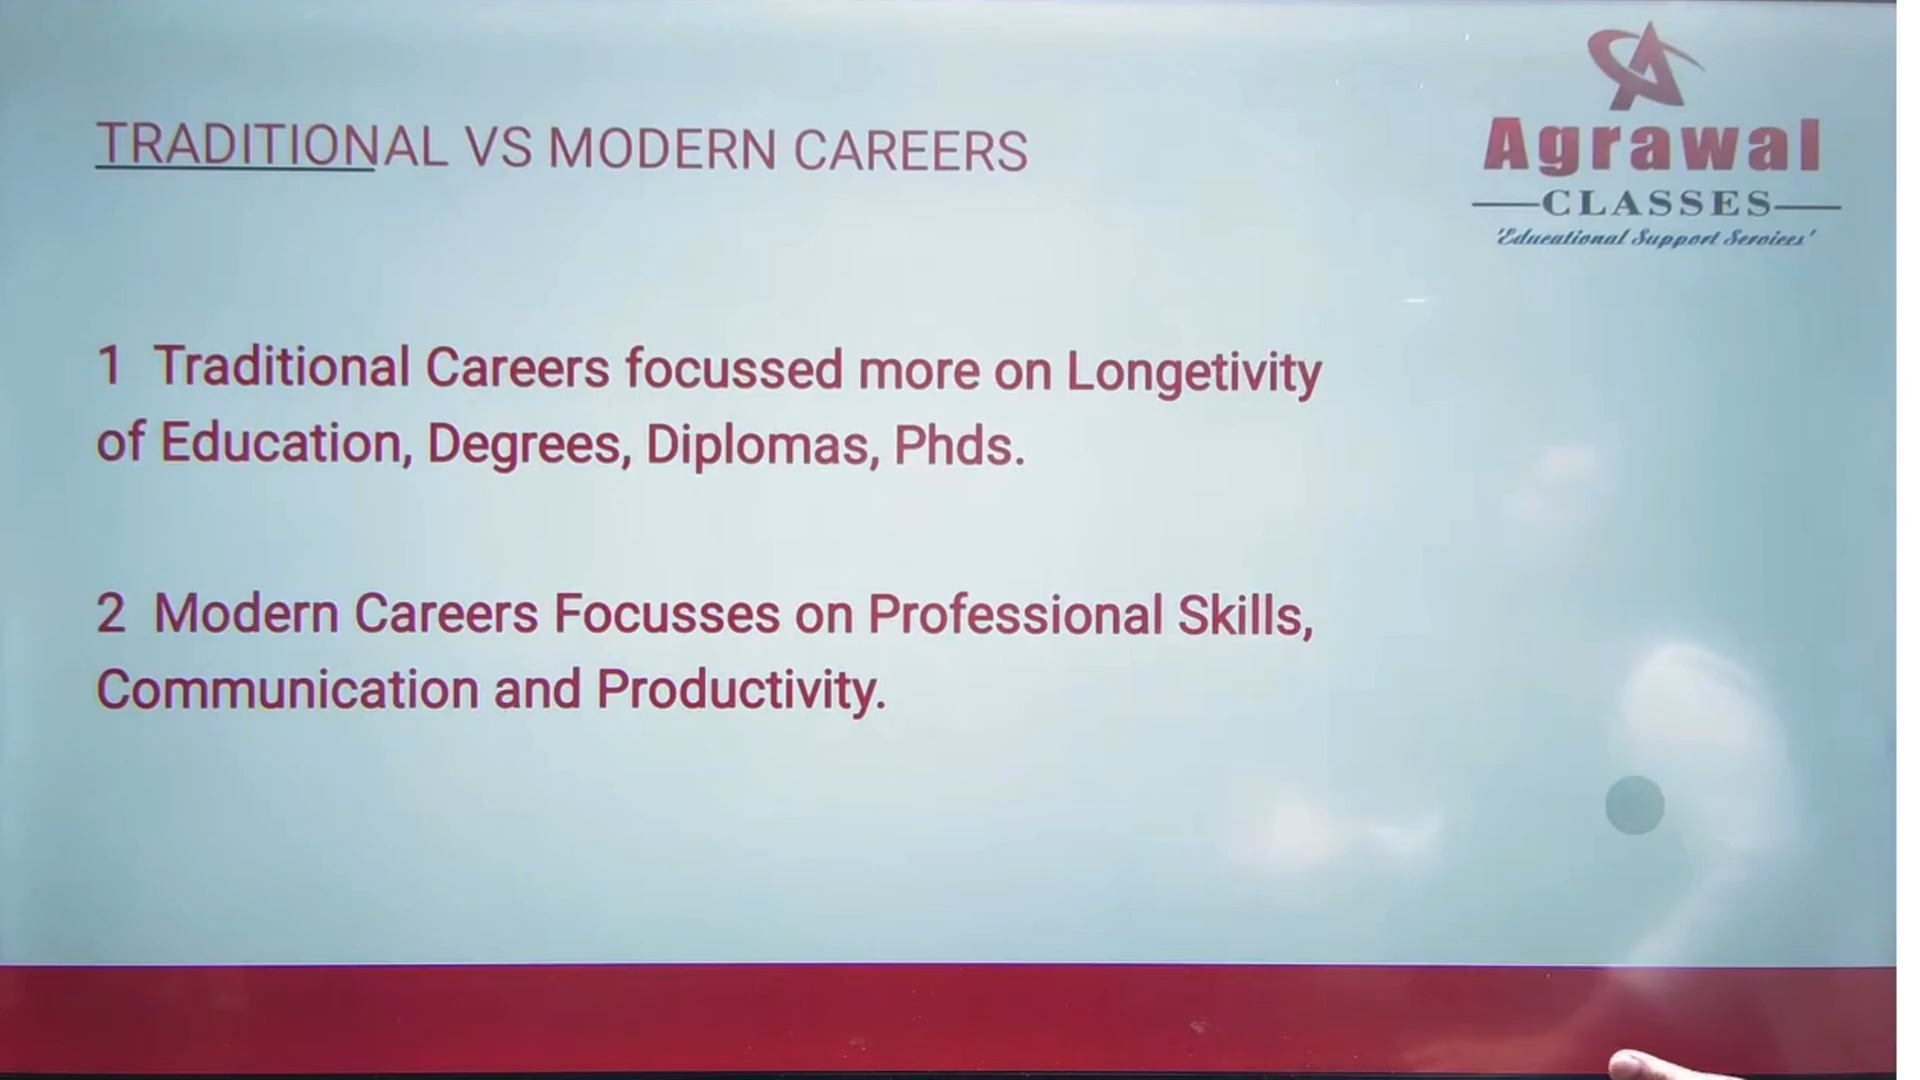 TRADITIONAL VS MODERN CAREERS
Agrawal
CLASSES
'Educational Support Services'
1 Traditional Careers focussed more on Longetivity
of Education, Degrees, Diplomas, Phds.
2 Modern Careers Focusses on Professional Skills,
Communication and Productivity.